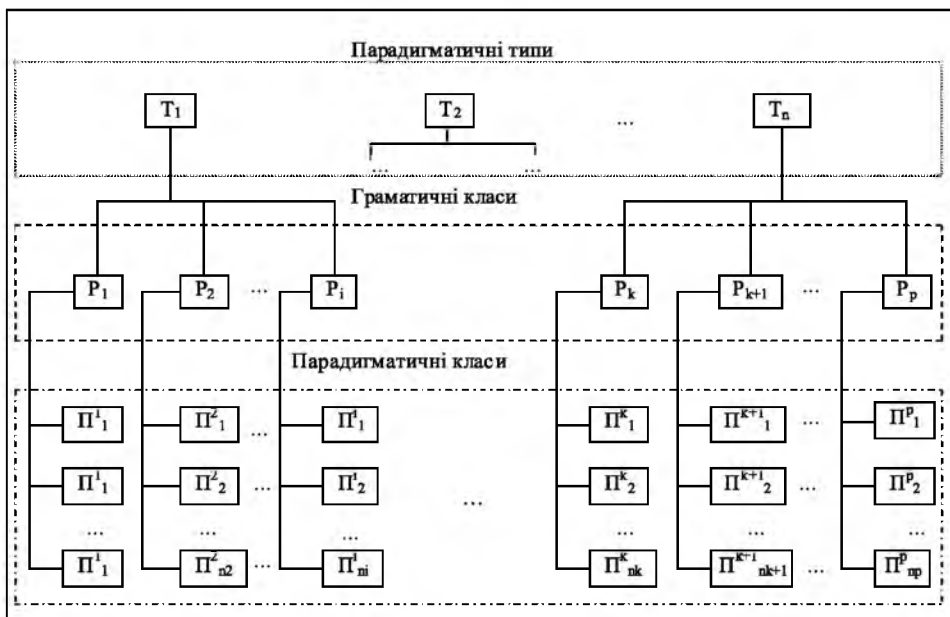 Парадигматичні типи
T₁ T₂ ... Tₙ
... ...
Граматичні класи
P₁ P₂ ... Pᵢ Pₖ Pₖ₊₁ ... Pₚ
Парадигматичні класи
П¹₁ П²₁ ... Пⁱ₁ Пᵏ₁ Пᵏ⁺¹₁ ... Пᵖ₁
П¹₁ П²₂ ... Пⁱ₂ ... Пᵏ₂ Пᵏ⁺¹₂ ... Пᵖ₂
... ... ... ... ... ...
П¹₁ П²ₙ₂ ... Пⁱₙᵢ Пᵏₙₖ Пᵏ⁺¹ₙₖ₊₁ ... Пᵖₙₚ